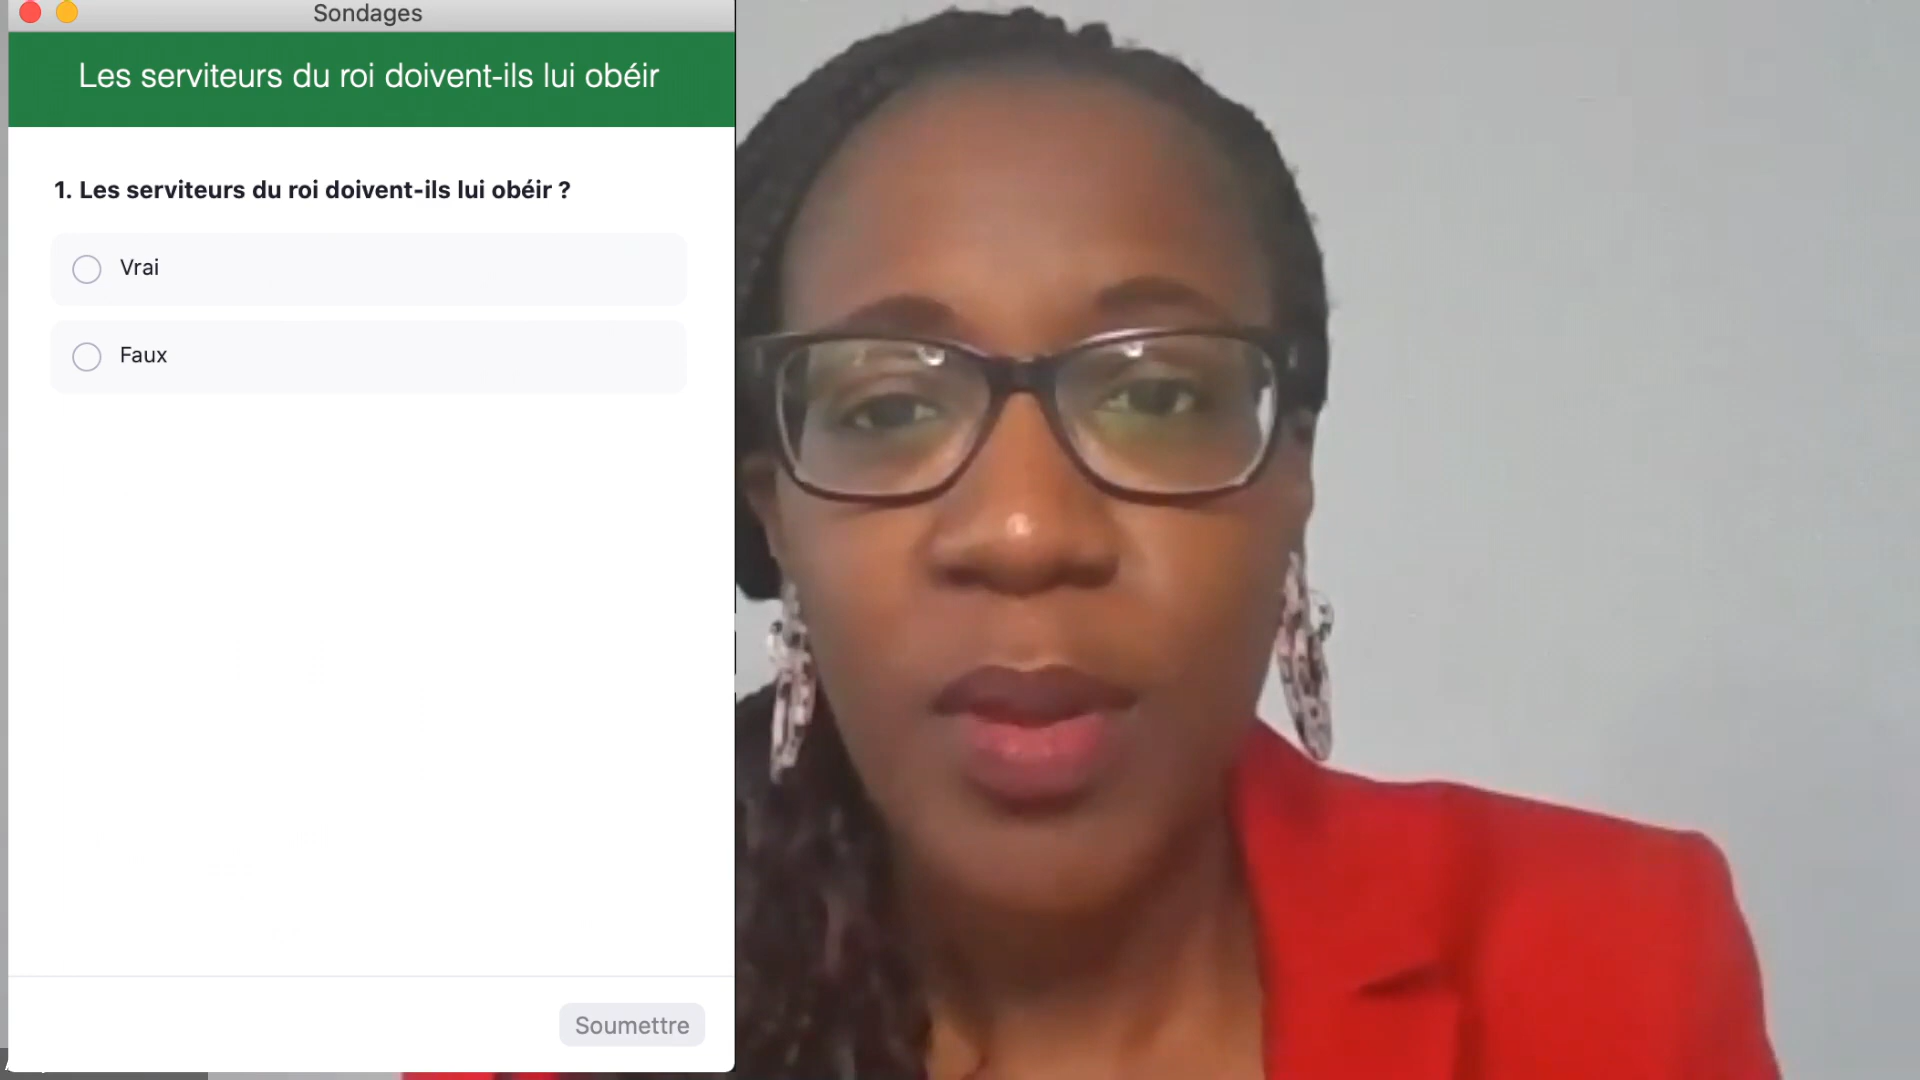 Sondages
Les serviteurs du roi doivent-ils lui obéir
1. Les serviteurs du roi doivent-ils lui obéir ?
Vrai
Faux
Soumettre